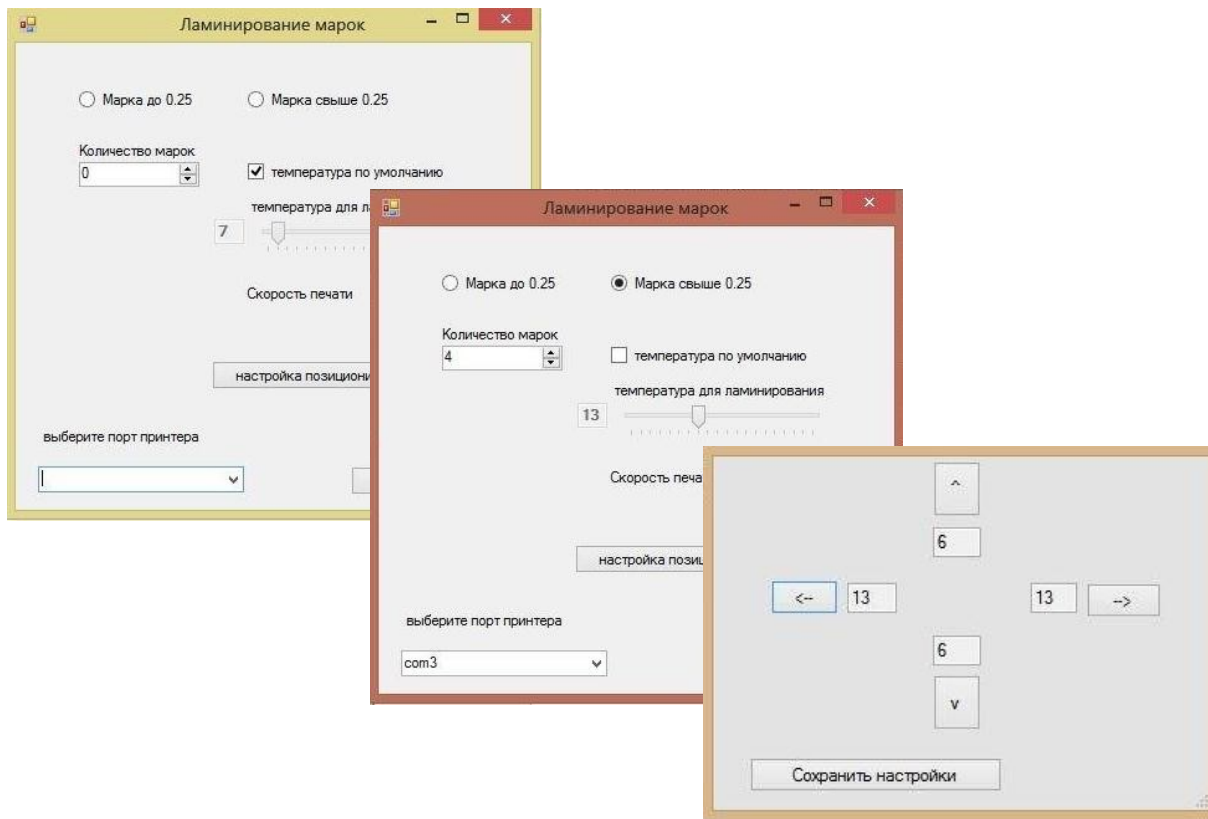 Ламинирование марок
Марка до 0.25
Марка свыше 0.25
Количество марок
0
температура по умолчанию
температура для л
7
Скорость печати
настройка позициони
выберите порт принтера
Ламинирование марок
Марка до 0.25
Марка свыше 0.25
Количество марок
4
температура по умолчанию
температура для ламинирования
13
Скорость печа
настройка позиц
выберите порт принтера
com3
^
6
<-- 13
13 -->
6
v
Сохранить настройки